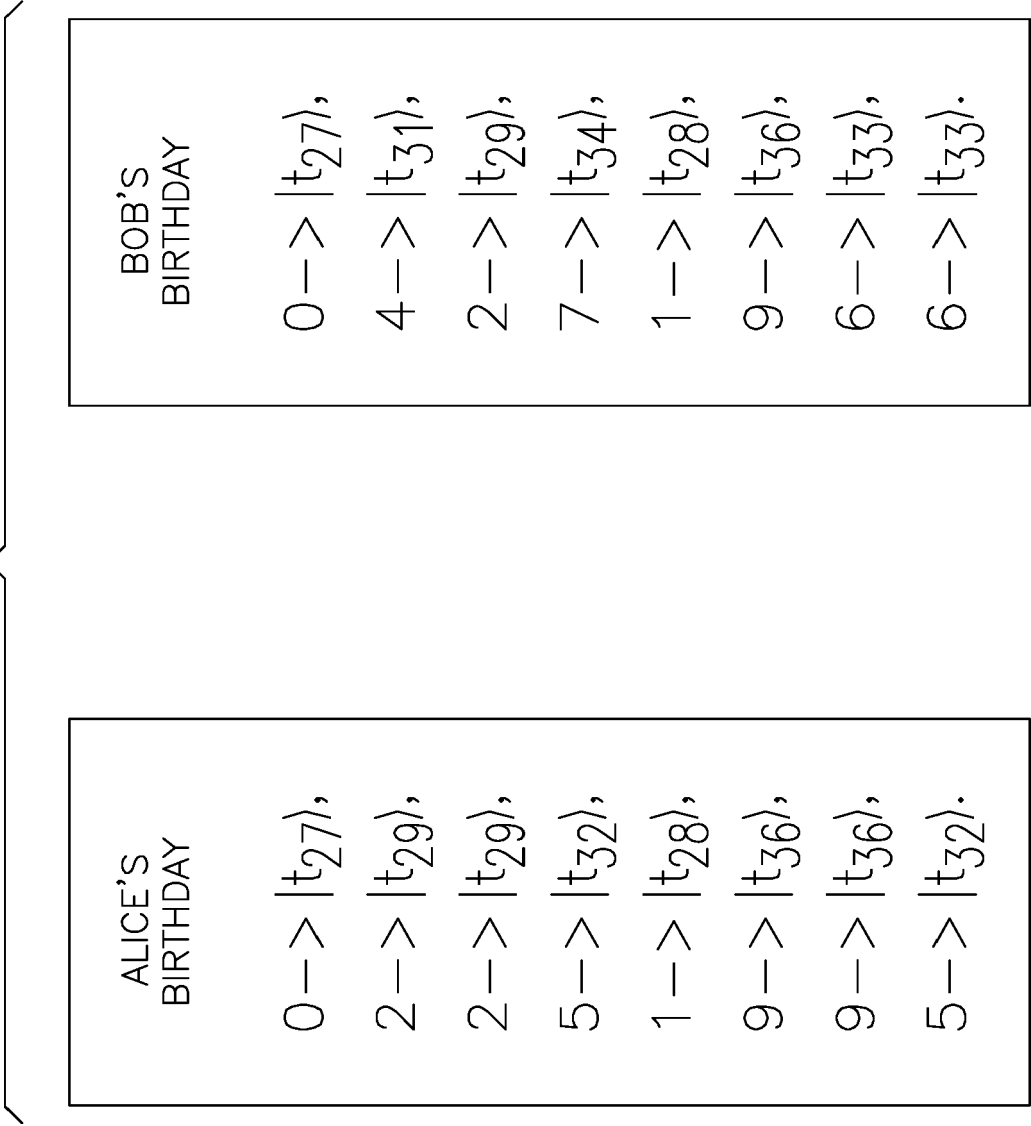 ALICE'S
BIRTHDAY
0—> |t27⟩,
2—> |t29⟩,
2—> |t29⟩,
5—> |t32⟩,
1—> |t28⟩,
9—> |t36⟩,
9—> |t36⟩,
5—> |t32⟩.
BOB'S
BIRTHDAY
0—> |t27⟩,
4—> |t31⟩,
2—> |t29⟩,
7—> |t34⟩,
1—> |t28⟩,
9—> |t36⟩,
6—> |t33⟩,
6—> |t33⟩.